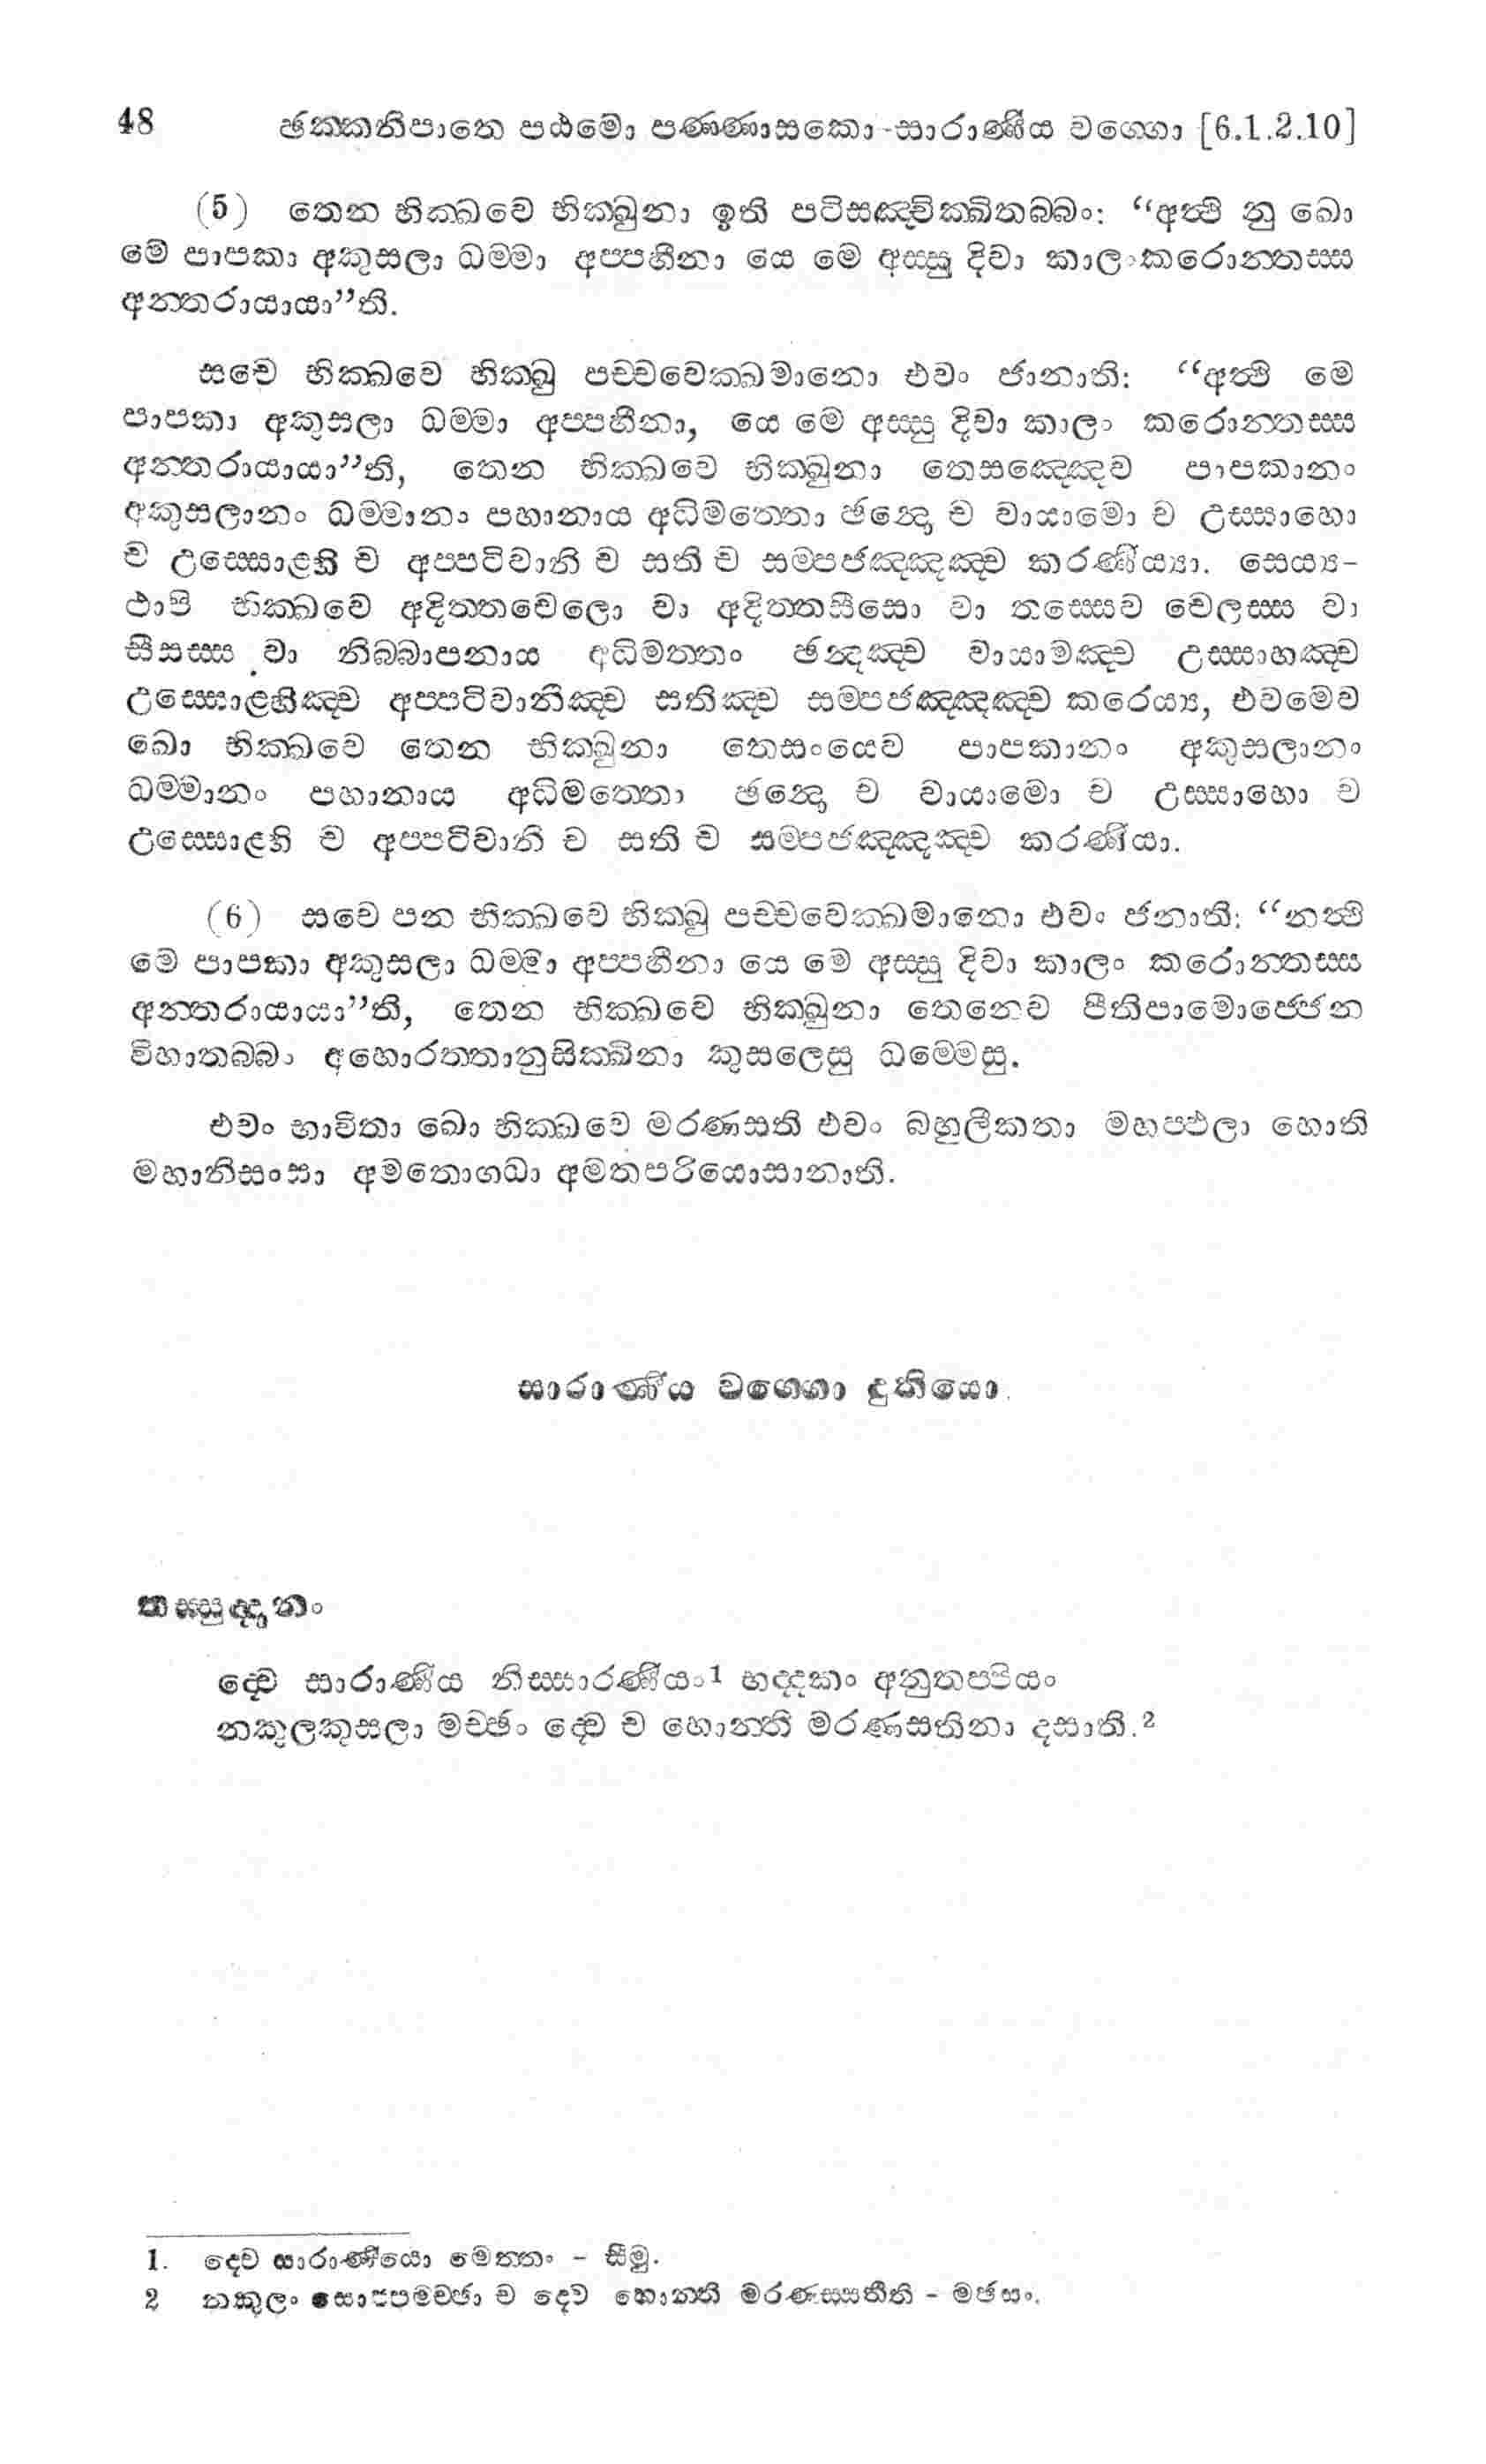 48 ඡක්කනිපාතෙ පඨමො පණ්ණාසකො-සාරාණීය වග්ගො [6.1.2.10]
(5) තෙන භික්ඛවෙ භික්ඛුනා ඉති පටිසඤ්චික්ඛිතබ්බං: “අත්ථි නු ඛො
මෙ පාපකා අකුසලා ධම්මා අප්පහීනා යෙ මෙ අස්සු දිවා කාලංකරොන්තස්ස
අන්තරායායා”ති.
සචෙ භික්ඛවෙ භික්ඛු පච්චවෙක්ඛමානො එවං ජානාති: “අත්ථි මෙ
පාපකා අකුසලා ධම්මා අප්පහීනා, යෙ මෙ අස්සු දිවා කාලං කරොන්තස්ස
අන්තරායායා”ති, තෙන භික්ඛවෙ භික්ඛුනා තෙසඤ්ඤෙව පාපකානං
අකුසලානං ධම්මානං පහානාය අධිමත්තො ඡන්දො ච වායාමො ච උස්සාහො
ච උස්සොළ්හි ච අප්පටිවානි ච සති ච සම්පජඤ්ඤඤ්ච කරණීය්‍යා. සෙය්‍ය-
ථාපි භික්ඛවෙ අදිත්තචෙලො වා අදිත්තසීසො වා තස්සෙව චෙලස්ස වා
සීසස්ස වා නිබ්බාපනාය අධිමත්තං ඡන්දඤ්ච වායාමඤ්ච උස්සාහඤ්ච
උස්සොළ්හිඤ්ච අප්පටිවානිඤ්ච සතිඤ්ච සම්පජඤ්ඤඤ්ච කරෙය්‍ය, එවමෙව
ඛො භික්ඛවෙ තෙන භික්ඛුනා තෙසංයෙව පාපකානං අකුසලානං
ධම්මානං පහානාය අධිමත්තො ඡන්දො ච වායාමො ච උස්සාහො ච
උස්සොළ්හි ච අප්පටිවානි ච සති ච සම්පජඤ්ඤඤ්ච කරණීයා.
(6) සචෙ පන භික්ඛවෙ භික්ඛු පච්චවෙක්ඛමානො එවං ජනාති: “නත්ථි
මෙ පාපකා අකුසලා ධම්මා අප්පහීනා යෙ මෙ අස්සු දිවා කාලං කරොන්තස්ස
අන්තරායායා”ති, තෙන භික්ඛවෙ භික්ඛුනා තෙනෙව පීතිපාමොජ්ජෙන
විහාතබ්බං අහොරත්තානුසික්ඛිනා කුසලෙසු ධම්මෙසු.
එවං භාවිතා ඛො භික්ඛවෙ මරණසති එවං බහුලීකතා මහප්ඵලා හොති
මහානිසංසා අමතොගධා අමතපරියොසානාති.
සාරාණීය වග්ගො දුතියො.
තස්සුද්දානං
ද්වෙ සාරාණීය නිස්සාරණීයං1 භද්දකං අනුතප්පියං
නකුලකුසලා මච්ඡං ද්වෙ ච හොන්ති මරණසතිනා දසාති.2
1. ද්වෙ සාරාණීයො මෙත්තං - සීමු.
2 නකුලං සොප්පමච්ඡා ච ද්වෙ හොන්ති මරණස්සතීති - මජසං.